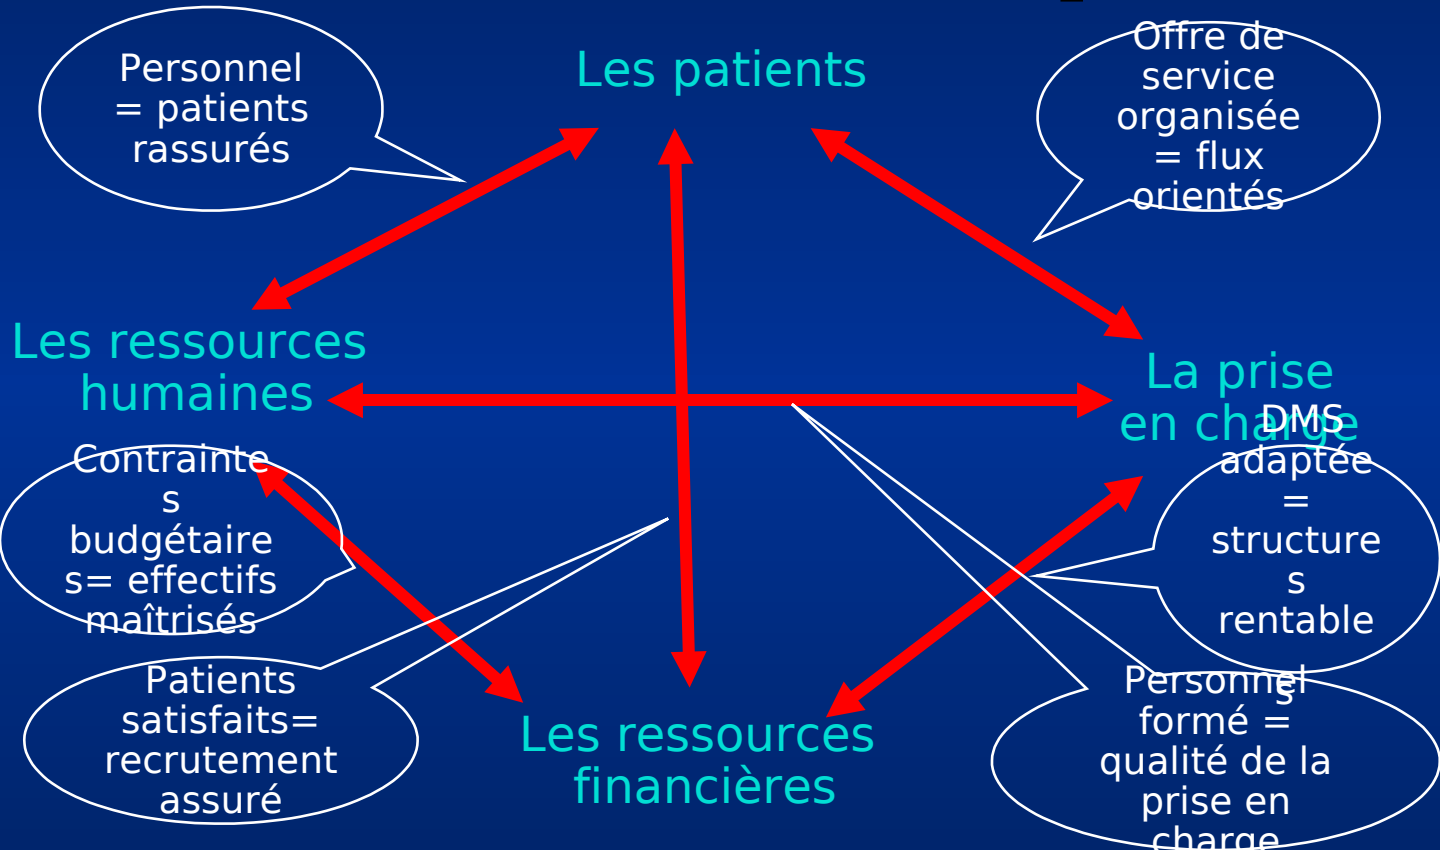 Personnel
= patients
rassurés
Les patients
Offre de
service
organisée
= flux
orientés
Les ressources
humaines
La prise
en charge
Contrainte
s
budgétaire
s= effectifs
maîtrisés
DMS
adaptée
=
structure
s
rentable
s
Patients
satisfaits=
recrutement
assuré
Les ressources
financières
Personnel
formé =
qualité de la
prise en
charge